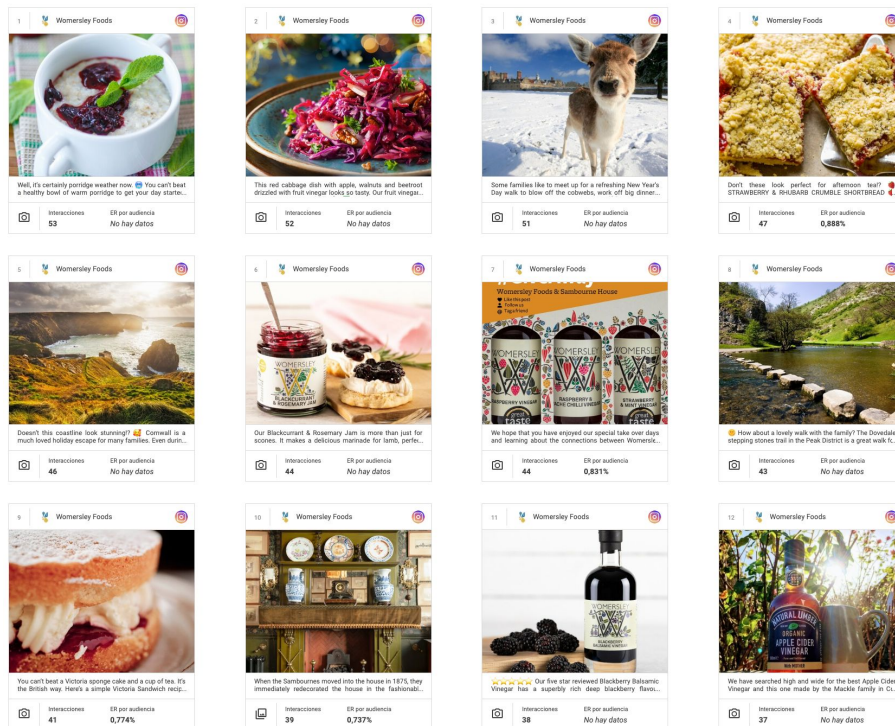 1 Womersley Foods
Well, it's certainly porridge weather now. 🥶 You can't beat
a healthy bowl of warm porridge to get your day starte...
Interacciones ER por audiencia
53 No hay datos
2 Womersley Foods
This red cabbage dish with apple, walnuts and beetroot
drizzled with fruit vinegar looks so tasty. Our fruit vinegar...
Interacciones ER por audiencia
52 No hay datos
3 Womersley Foods
Some families like to meet up for a refreshing New Year's
Day walk to blow off the cobwebs, work off big dinner...
Interacciones ER por audiencia
51 No hay datos
4 Womersley Foods
Don't these look perfect for afternoon tea!?
STRAWBERRY & RHUBARB CRUMBLE SHORTBREAD
Interacciones ER por audiencia
47 0,888%
5 Womersley Foods
Doesn't this coastline look stunning!? 🥰 Cornwall is a
much loved holiday escape for many families. Even durin...
Interacciones ER por audiencia
46 No hay datos
6 Womersley Foods
WOMERSLEY
BLACKCURRANT
& ROSEMARY JAM
Our Blackcurrant & Rosemary Jam is more than just for
scones. It makes a delicious marinade for lamb, perfec...
Interacciones ER por audiencia
44 No hay datos
7 Womersley Foods
Womersley Foods & Sambourne House
Like this post
Follow us
Tag a friend
WOMERSLEY WOMERSLEY WOMERSLEY
RASPBERRY VINEGAR
RASPBERRY &
APACHE CHILLI VINEGAR
STRAWBERRY
& MINT VINEGAR
great taste great taste
We hope that you have enjoyed our special take over days
and learning about the connections between Womersle...
Interacciones ER por audiencia
44 0,831%
8 Womersley Foods
🌞 How about a lovely walk with the family? The Dovedale
stepping stones trail in the Peak District is a great walk fo...
Interacciones ER por audiencia
43 No hay datos
9 Womersley Foods
You can't beat a Victoria sponge cake and a cup of tea. It's
the British way. Here's a simple Victoria Sandwich recip...
Interacciones ER por audiencia
41 0,774%
10 Womersley Foods
When the Sambournes moved into the house in 1875, they
immediately redecorated the house in the fashionabl...
Interacciones ER por audiencia
39 0,737%
11 Womersley Foods
WOMERSLEY
BLACKBERRY
BALSAMIC VINEGAR
⭐⭐⭐⭐⭐ Our five star reviewed Blackberry Balsamic
Vinegar has a superbly rich deep blackberry flavou...
Interacciones ER por audiencia
38 No hay datos
12 Womersley Foods
NATURAL UMBER
ORGANIC
APPLE CIDER
VINEGAR
We have searched high and wide for the best Apple Cider
Vinegar and this one made by the Mackle family in Co...
Interacciones ER por audiencia
37 No hay datos